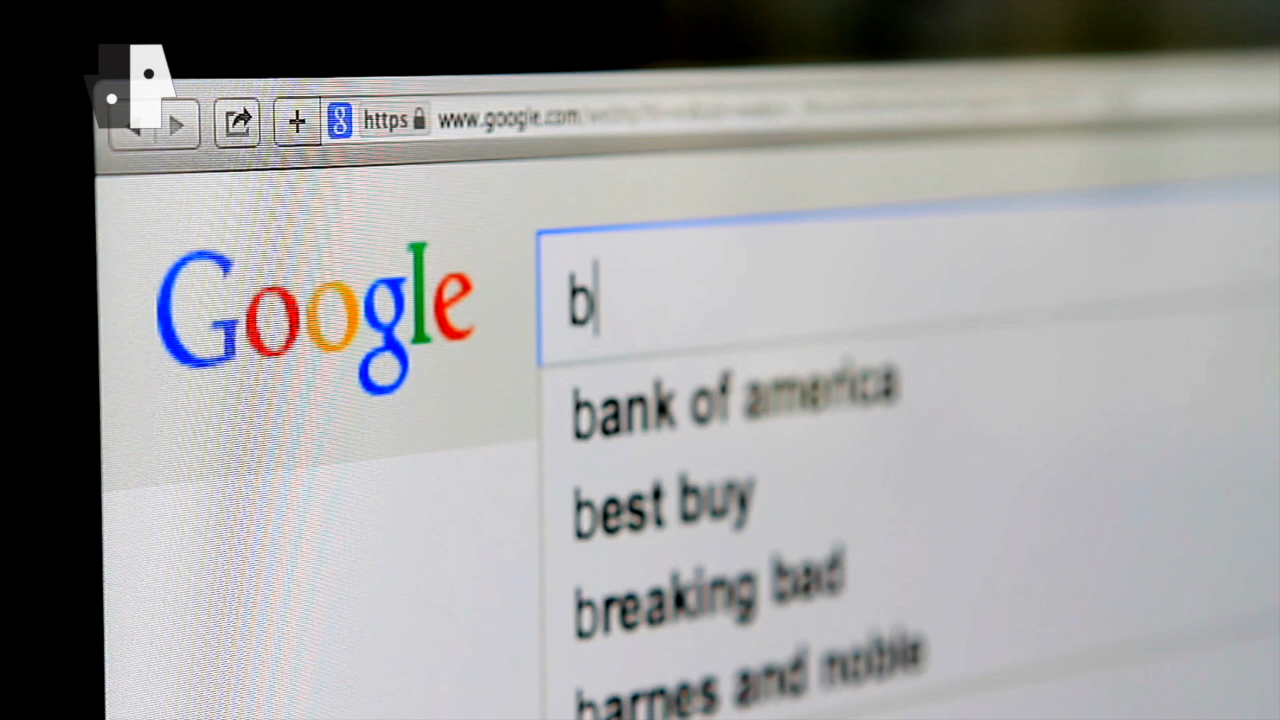 https www.google.com
Google
b
bank of america
best buy
breaking bad
barnes and noble